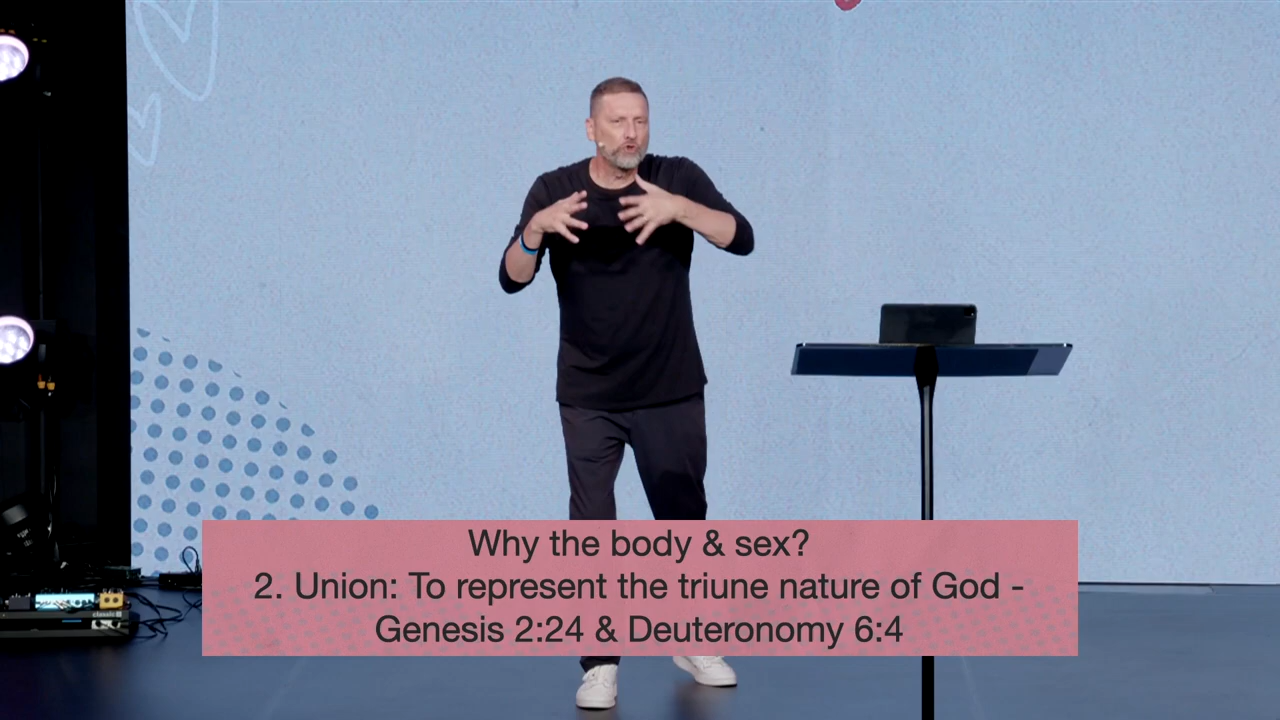 Why the body & sex?
2. Union: To represent the triune nature of God -
Genesis 2:24 & Deuteronomy 6:4